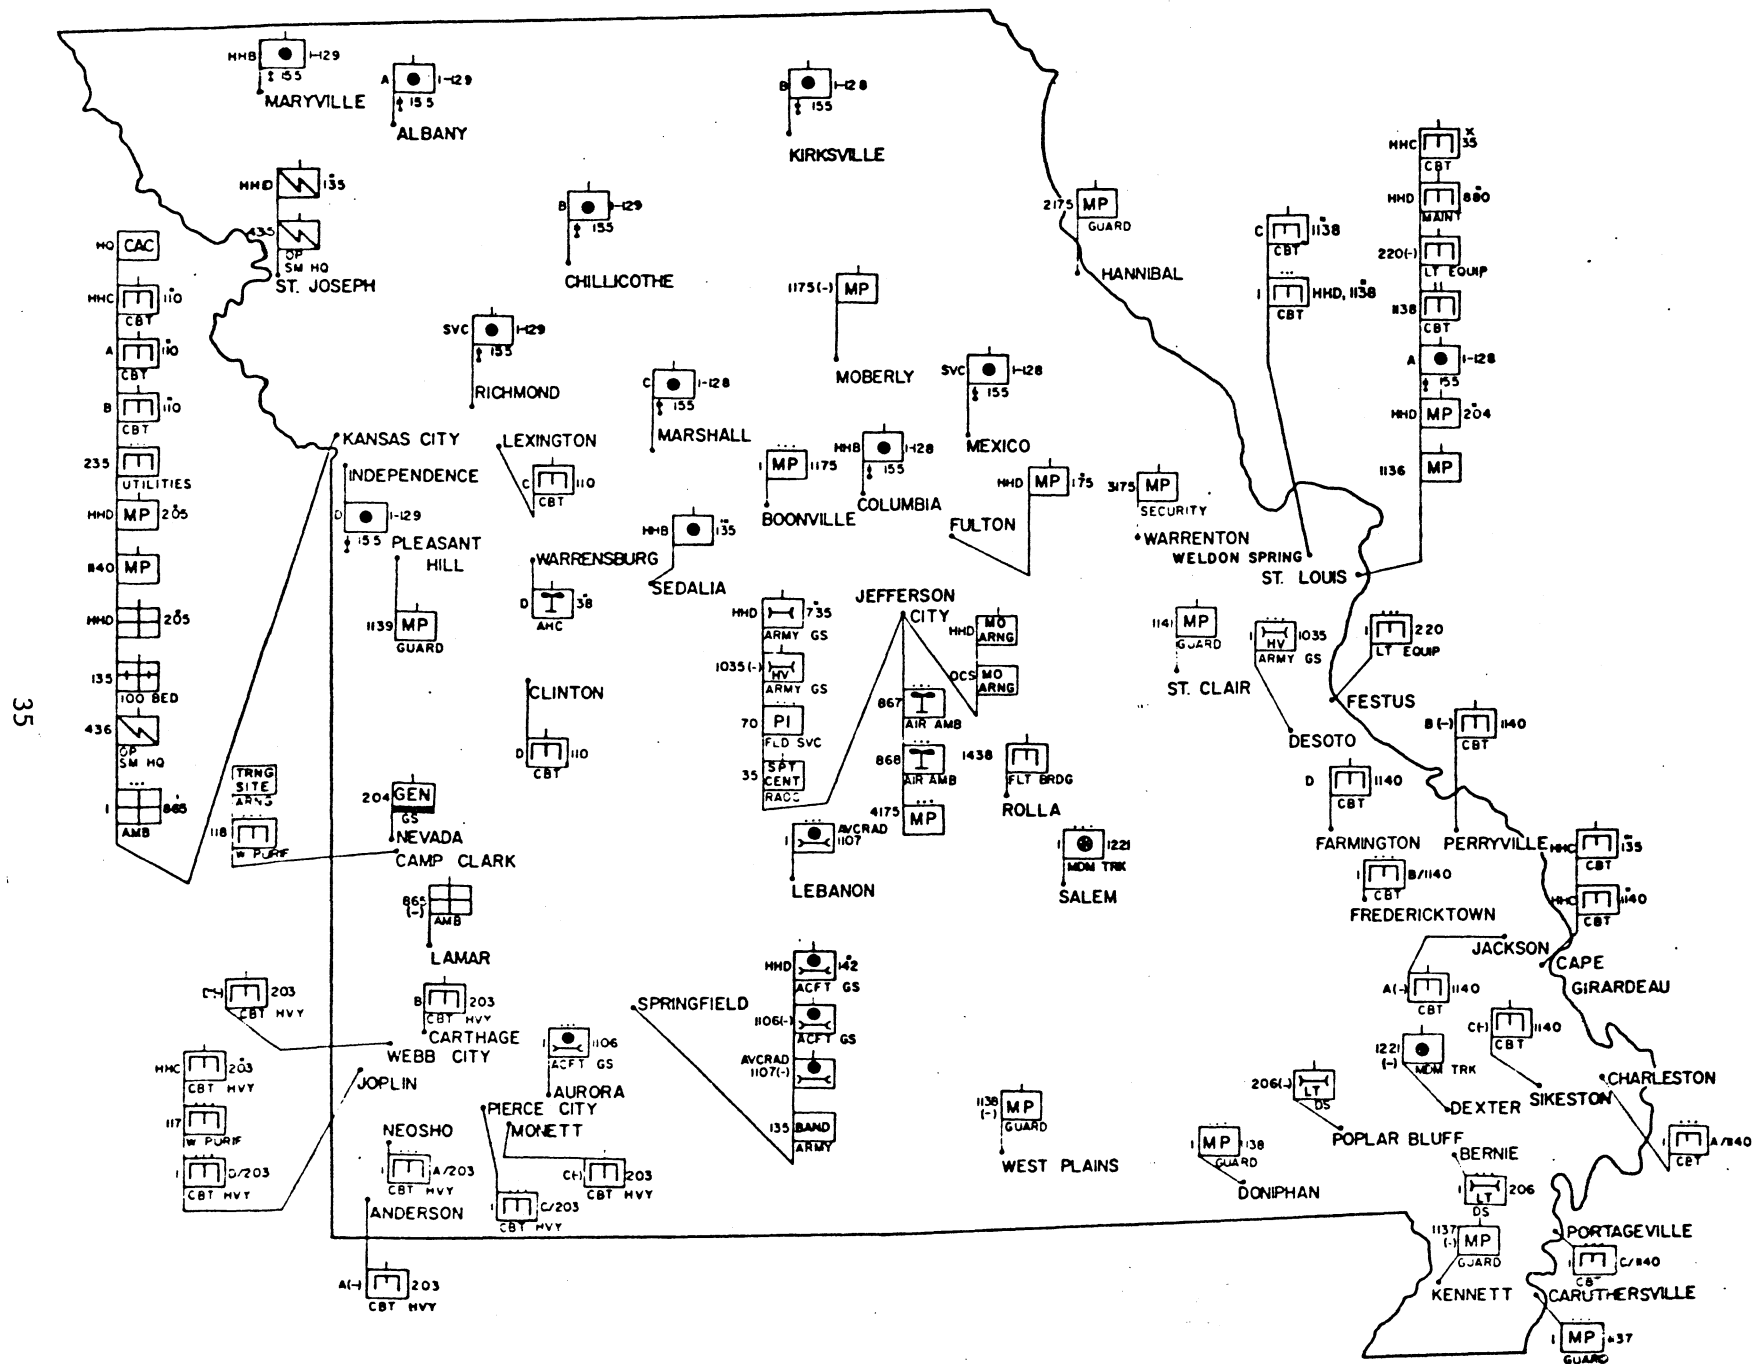 HHB 1-129
155
MARYVILLE
A 1-129
155
ALBANY
B 1-128
155
KIRKSVILLE
HHD 135
435
OP
SM HQ
ST. JOSEPH
B 1-129
155
CHILLICOTHE
2175 MP
GUARD
HANNIBAL
C 1138
CBT
1 HHD, 1138
CBT
WELDON SPRING
HHC X 35
CBT
HHD 880
MAINT
220(-)
LT EQUIP
1138
CBT
A 1-128
155
HHD MP 204
1136 MP
ST. LOUIS
HQ CAC
HHC 110
CBT
A 110
CBT
B 110
CBT
235
UTILITIES
HHD MP 205
1140 MP
HHD 205
135
100 BED
436
OP
SM HQ
1 865
AMB
KANSAS CITY
1175(-) MP
MOBERLY
SVC 1-129
155
RICHMOND
C 1-128
155
MARSHALL
SVC 1-128
155
MEXICO
LEXINGTON
C 110
CBT
INDEPENDENCE
D 1-129
155
1 MP 1175
BOONVILLE
HHB 1-128
155
COLUMBIA
HHD MP 175
FULTON
3175 MP
SECURITY
WARRENTON
PLEASANT
HILL
1139 MP
GUARD
WARRENSBURG
D 38
AHC
HHB 135
SEDALIA
JEFFERSON
CITY
HHD 735
ARMY GS
1035(-) HV
ARMY GS
70 PI
FLD SVC
35 SPT
CENT
RAOC
HHD MO
ARNG
OCS MO
ARNG
867
AIR AMB
868
AIR AMB
4175 MP
1141 MP
GUARD
ST. CLAIR
1 HV 1035
ARMY GS
DESOTO
1 220
LT EQUIP
FESTUS
CLINTON
D 110
CBT
1438
FLT BRDG
ROLLA
B(-) 1140
CBT
PERRYVILLE
D 1140
CBT
FARMINGTON
TRNG
SITE
ARNG
118
W PURIF
204 GEN
GS
NEVADA
CAMP CLARK
1 AVCRAD
1107
LEBANON
1 1221
MDM TRK
SALEM
1 B/1140
CBT
FREDERICKTOWN
HHC 135
CBT
HHC 1140
CBT
CAPE
GIRARDEAU
865
(-)
AMB
LAMAR
JACKSON
A(-) 1140
CBT
203
CBT HVY
WEBB CITY
B 203
CBT HVY
CARTHAGE
SPRINGFIELD
HHD 142
ACFT GS
1106(-)
ACFT GS
AVCRAD
1107(-)
135 BAND
ARMY
C(-) 1140
CBT
SIKESTON
1221
(-)
MDM TRK
DEXTER
HHC 203
CBT HVY
117
W PURIF
1 D/203
CBT HVY
JOPLIN
1 1106
ACFT GS
AURORA
PIERCE CITY
MONETT
NEOSHO
1 A/203
CBT HVY
C(-) 203
CBT HVY
1 C/203
CBT HVY
ANDERSON
A(-) 203
CBT HVY
1138
(-)
MP
GUARD
WEST PLAINS
1 MP 1138
GUARD
DONIPHAN
206(-) LT
DS
POPLAR BLUFF
CHARLESTON
1 A/1140
CBT
BERNIE
1 LT 206
DS
1137
(-)
MP
GUARD
KENNETT
PORTAGEVILLE
1 C/1140
CBT
CARUTHERSVILLE
1 MP 1137
GUARD
35